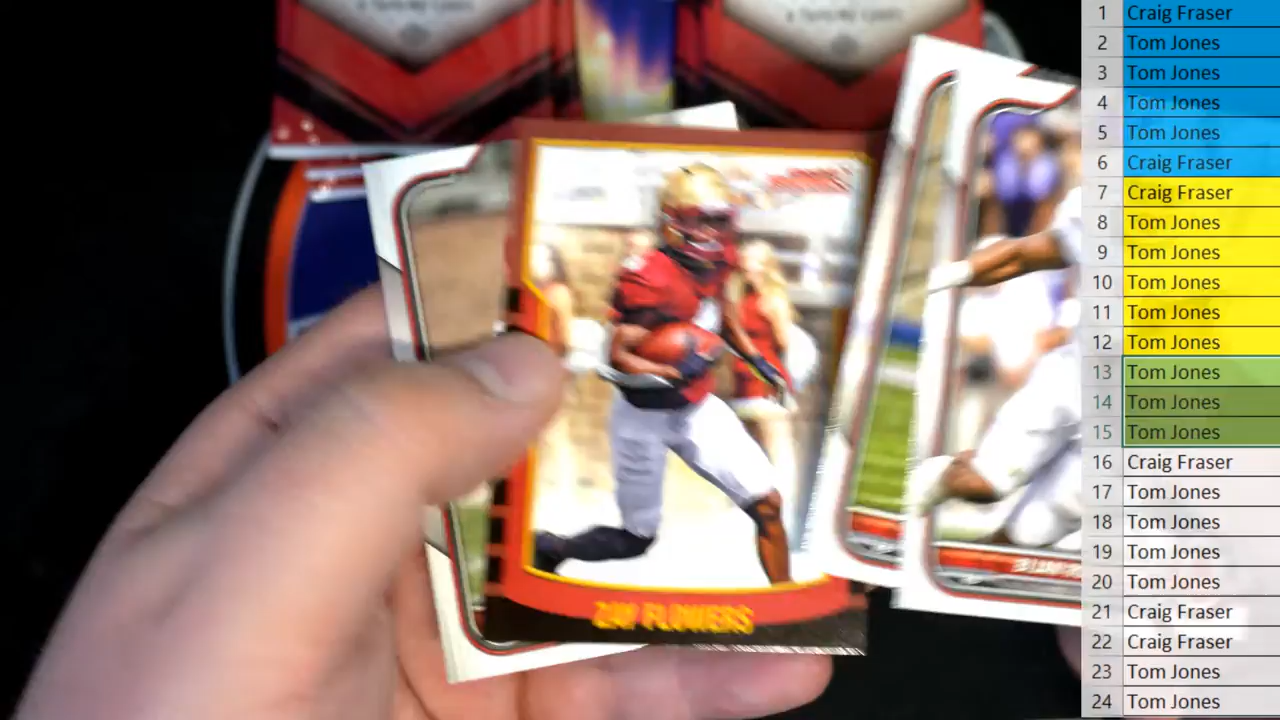 ZAY FLOWERS
1 Craig Fraser
2 Tom Jones
3 Tom Jones
4 Tom Jones
5 Tom Jones
6 Craig Fraser
7 Craig Fraser
8 Tom Jones
9 Tom Jones
10 Tom Jones
11 Tom Jones
12 Tom Jones
13 Tom Jones
14 Tom Jones
15 Tom Jones
16 Craig Fraser
17 Tom Jones
18 Tom Jones
19 Tom Jones
20 Tom Jones
21 Craig Fraser
22 Craig Fraser
23 Tom Jones
24 Tom Jones